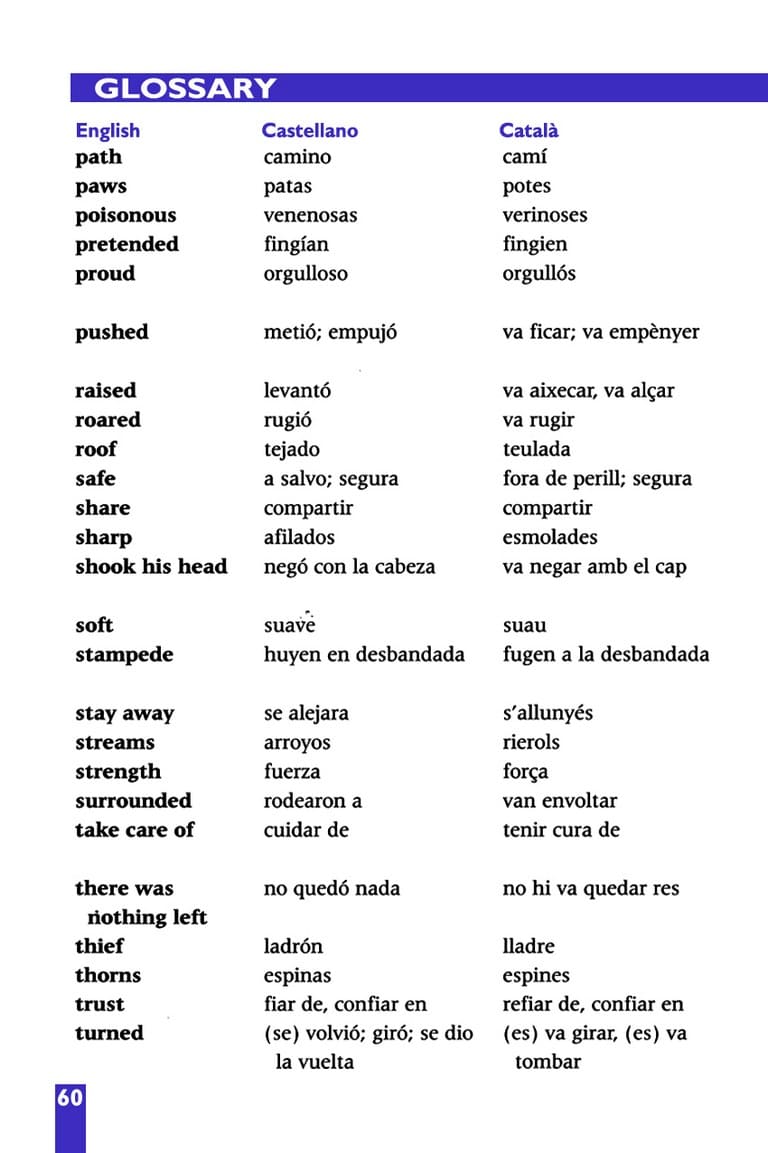 GLOSSARY
English Castellano Català
path camino camí
paws patas potes
poisonous venenosas verinoses
pretended fingían fingien
proud orgulloso orgullós
pushed metió; empujó va ficar; va empènyer
raised levantó va aixecar, va alçar
roared rugió va rugir
roof tejado teulada
safe a salvo; segura fora de perill; segura
share compartir compartir
sharp afilados esmolades
shook his head negó con la cabeza va negar amb el cap
soft suave suau
stampede huyen en desbandada fugen a la desbandada
stay away se alejara s'allunyés
streams arroyos rierols
strength fuerza força
surrounded rodearon a van envoltar
take care of cuidar de tenir cura de
there was no quedó nada no hi va quedar res
nothing left
thief ladrón lladre
thorns espinas espines
trust fiar de, confiar en refiar de, confiar en
turned (se) volvió; giró; se dio (es) va girar, (es) va
la vuelta tombar
60